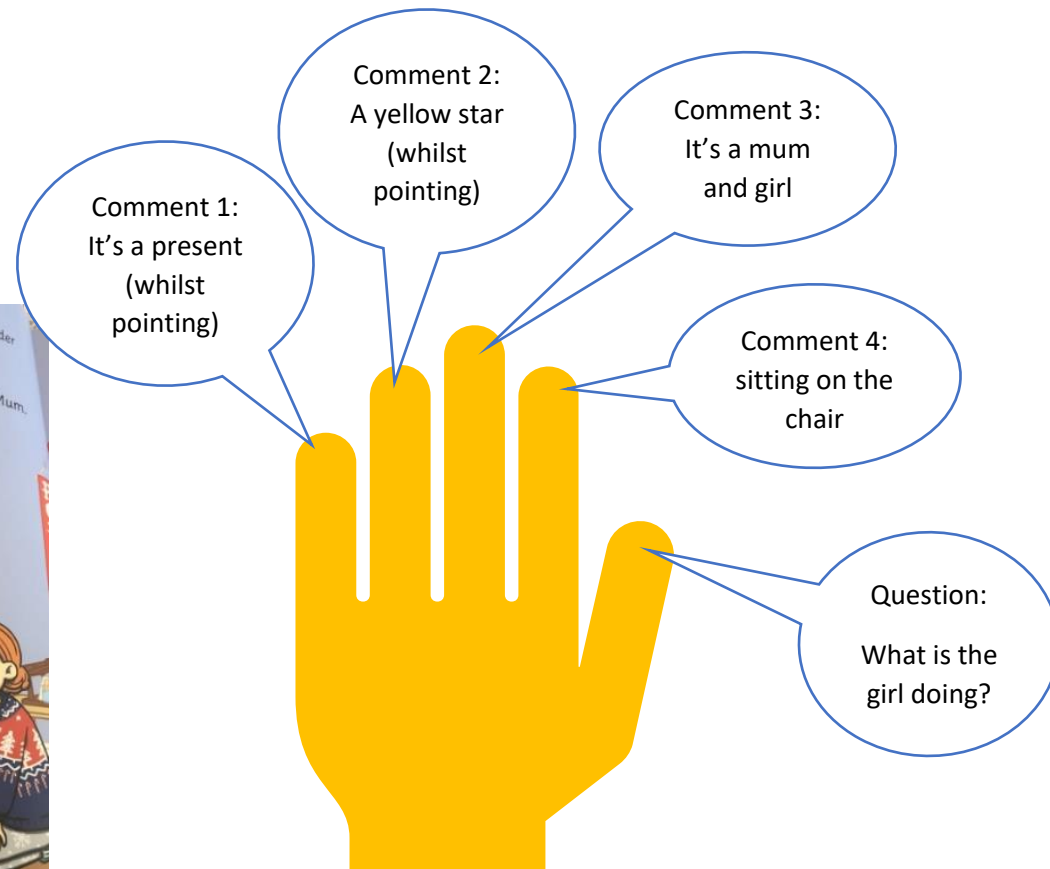 Comment 1:
It’s a present
(whilst
pointing)
Comment 2:
A yellow star
(whilst
pointing)
Comment 3:
It’s a mum
and girl
Comment 4:
sitting on the
chair
Question:
What is the
girl doing?